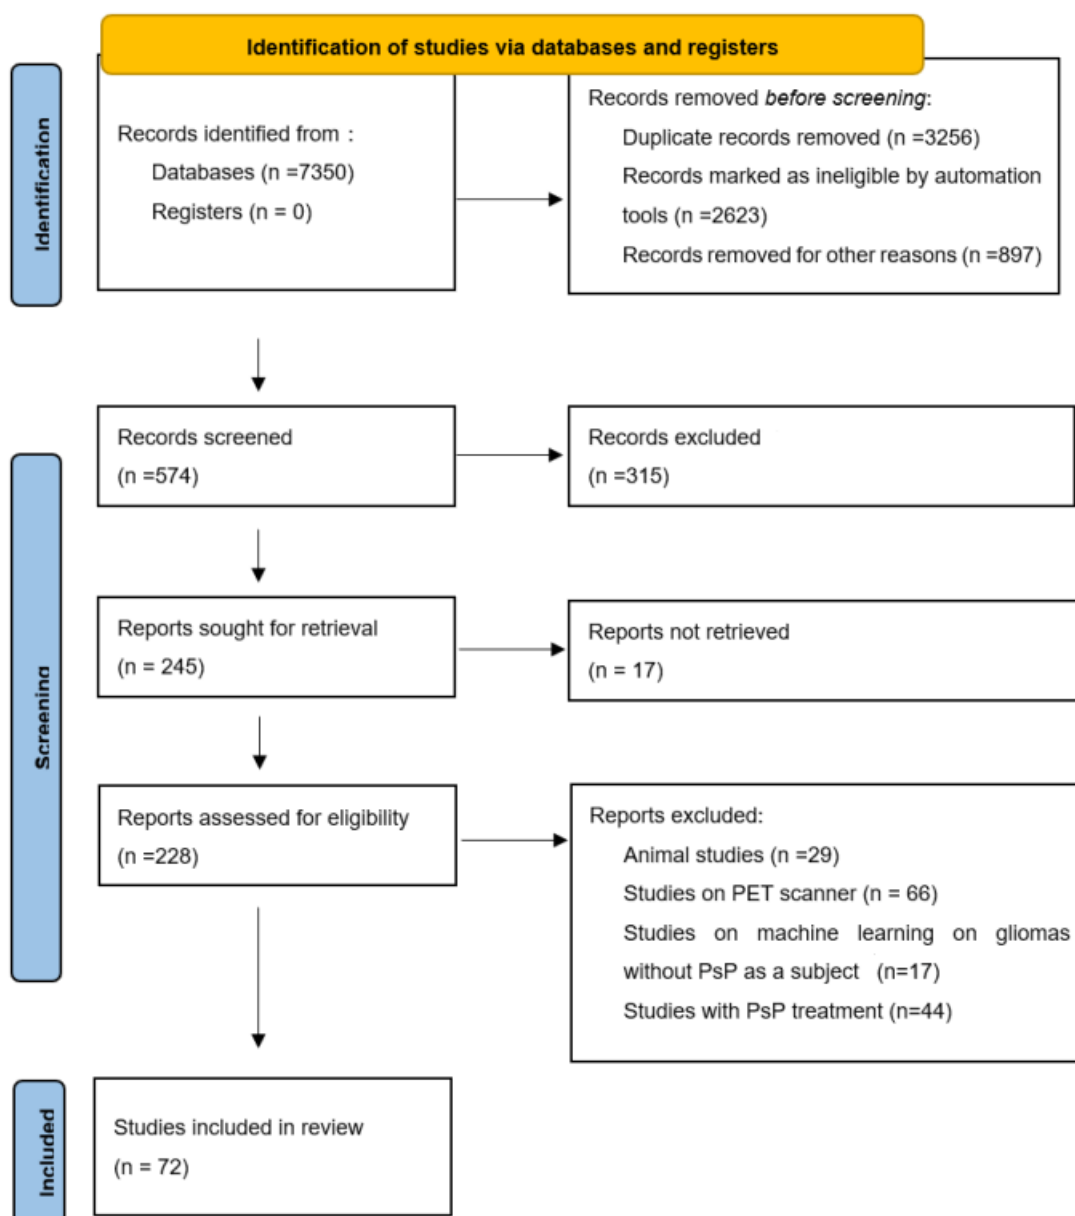 Identification of studies via databases and registers
Identification
Records identified from :
Databases (n =7350)
Registers (n = 0)
Records removed before screening:
Duplicate records removed (n =3256)
Records marked as ineligible by automation
tools (n =2623)
Records removed for other reasons (n =897)
Screening
Records screened
(n =574)
Records excluded
(n =315)
Reports sought for retrieval
(n = 245)
Reports not retrieved
(n = 17)
Reports assessed for eligibility
(n =228)
Reports excluded:
Animal studies (n =29)
Studies on PET scanner (n = 66)
Studies on machine learning on gliomas
without PsP as a subject (n=17)
Studies with PsP treatment (n=44)
Included
Studies included in review
(n = 72)